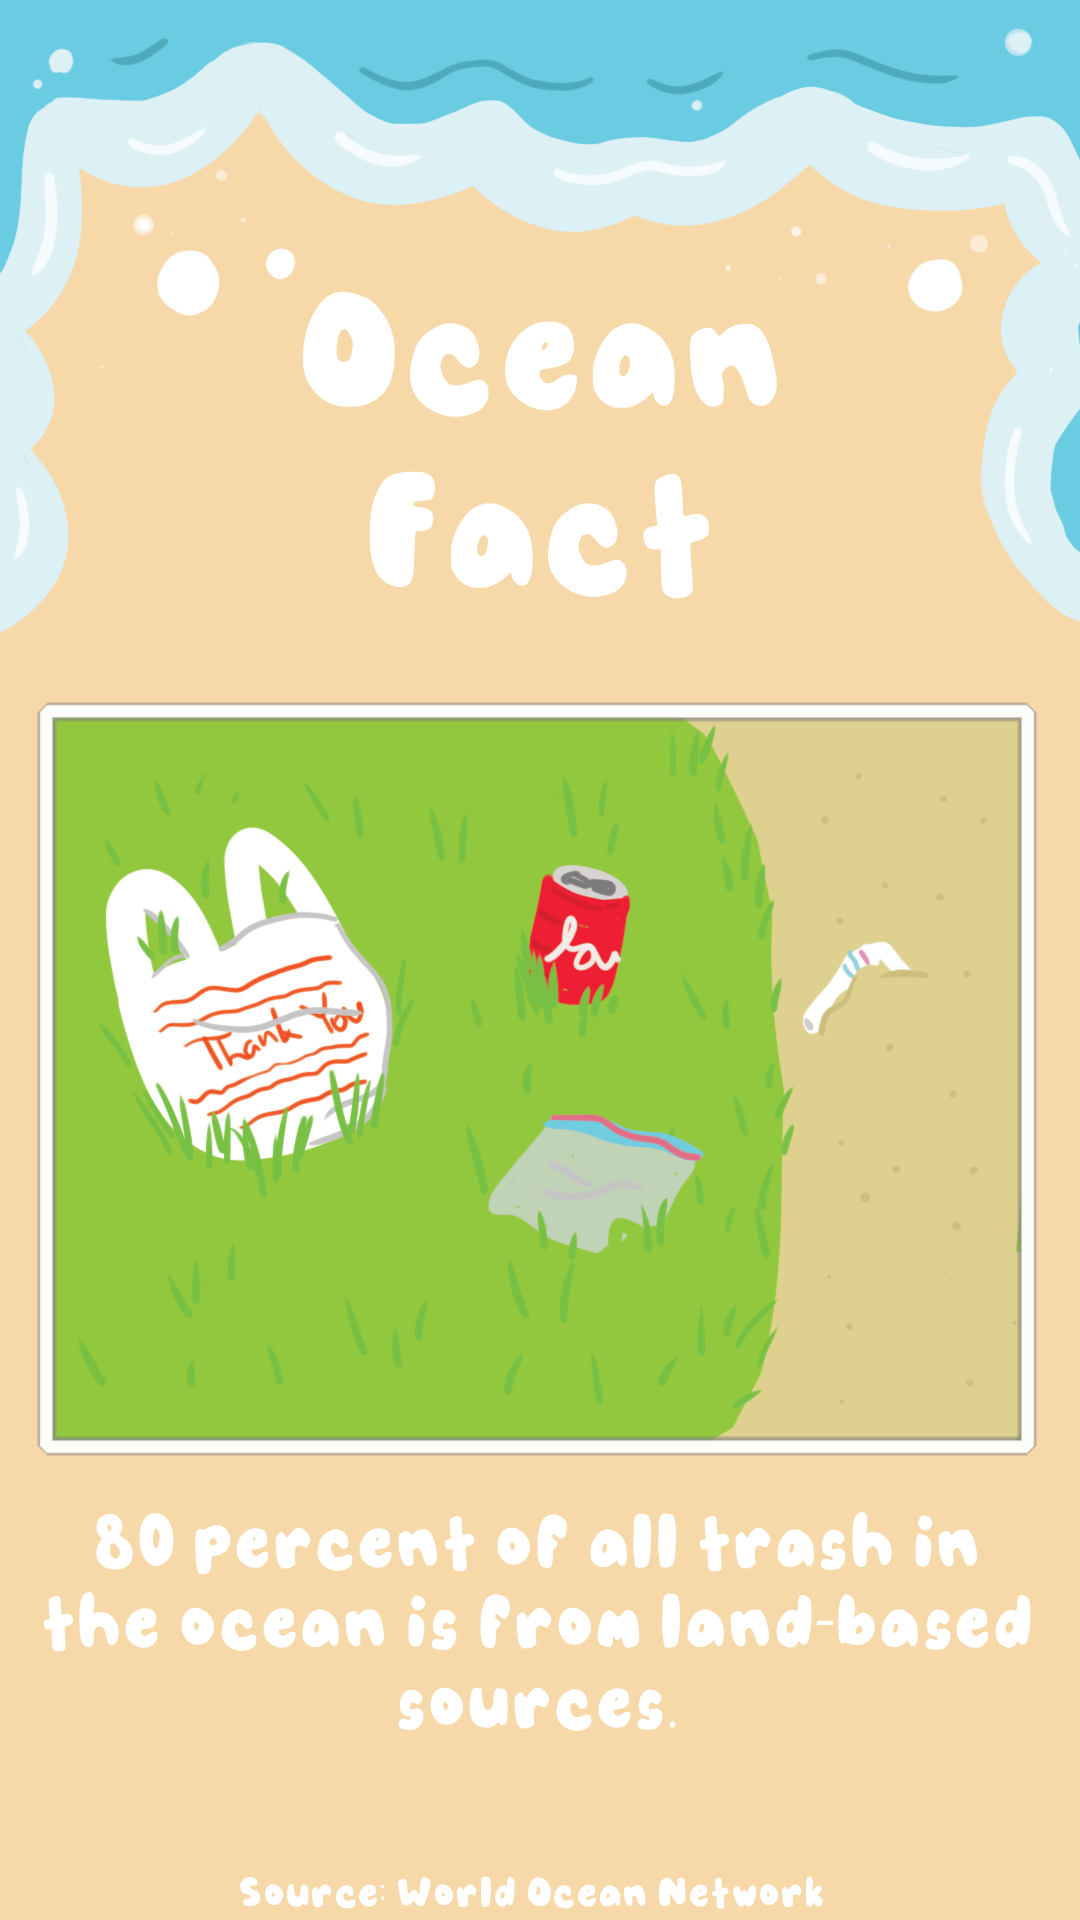 Ocean
Fact
Thank You
80 percent of all trash in
the ocean is from land-based
sources.
Source: World Ocean Network